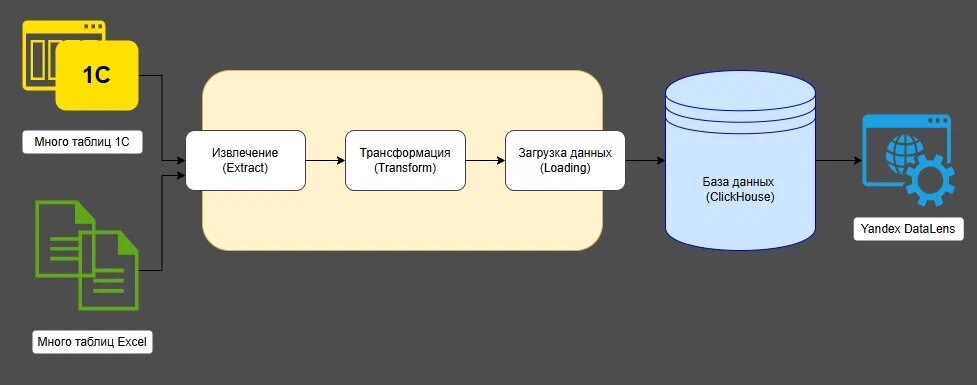 1C
Много таблиц 1С
Извлечение
(Extract)
Трансформация
(Transform)
Загрузка данных
(Loading)
База данных
(ClickHouse)
Yandex DataLens
Много таблиц Excel